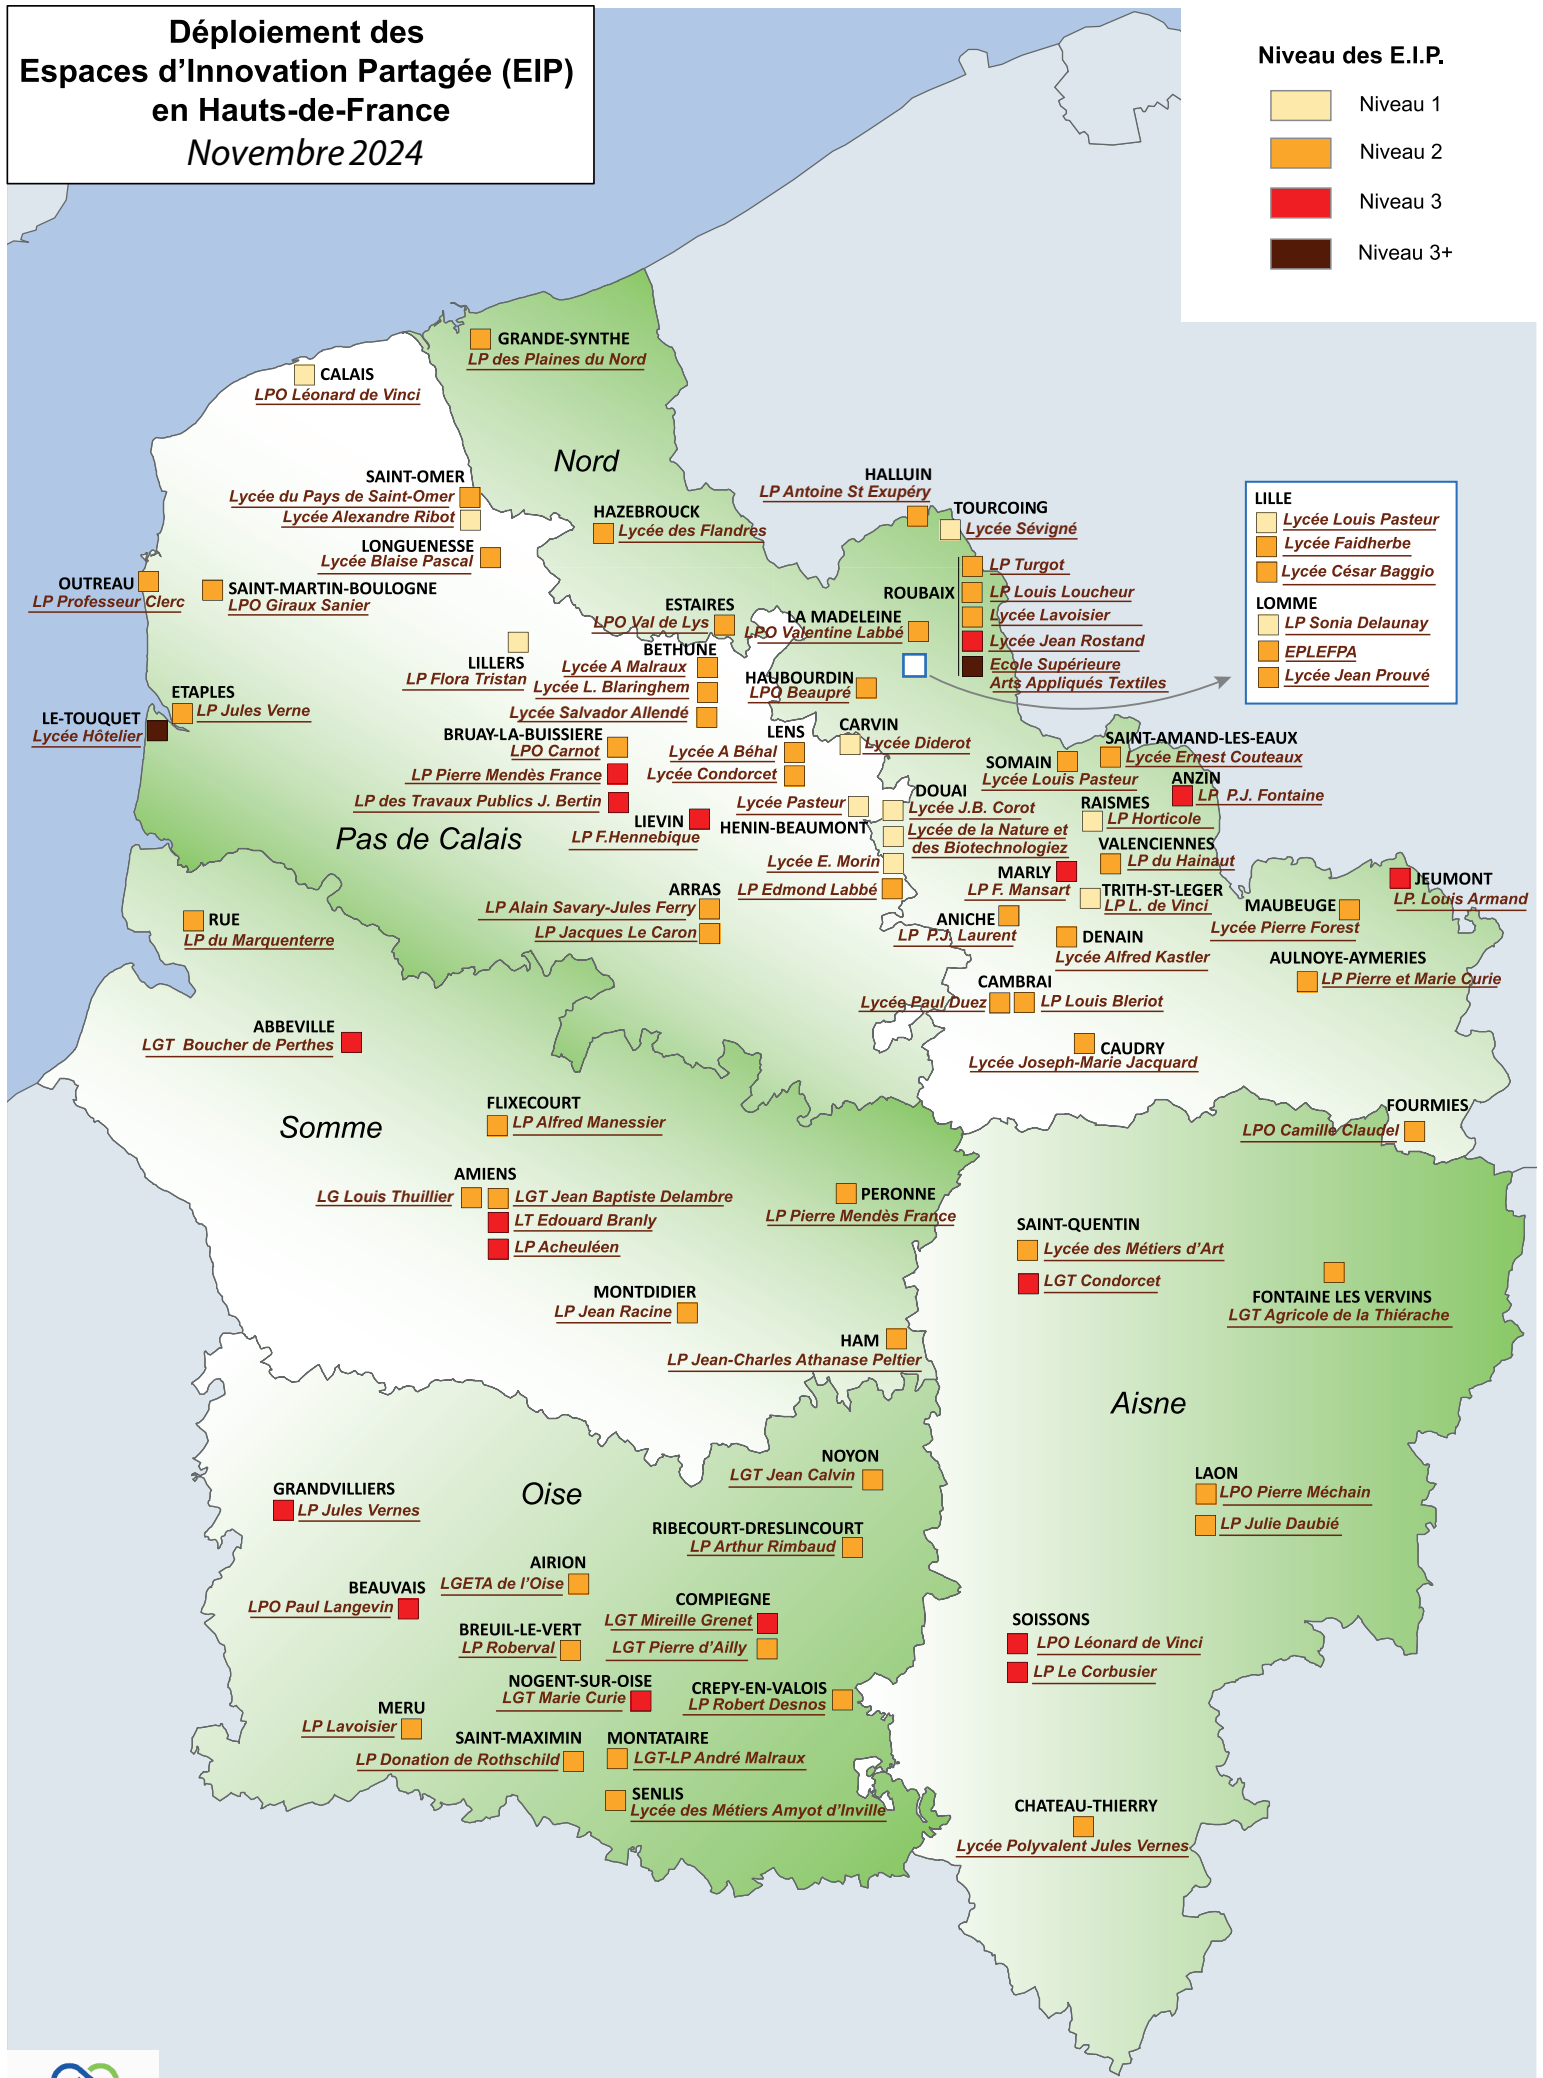 Déploiement des
Espaces d’Innovation Partagée (EIP)
en Hauts-de-France
Novembre 2024
Niveau des E.I.P.
Niveau 1
Niveau 2
Niveau 3
Niveau 3+
GRANDE-SYNTHE
LP des Plaines du Nord
CALAIS
LPO Léonard de Vinci
Nord
SAINT-OMER
Lycée du Pays de Saint-Omer
Lycée Alexandre Ribot
HALLUIN
LP Antoine St Exupéry
TOURCOING
Lycée Sévigné
HAZEBROUCK
Lycée des Flandres
LONGUENESSE
Lycée Blaise Pascal
OUTREAU
LP Professeur Clerc
SAINT-MARTIN-BOULOGNE
LPO Giraux Sanier
ROUBAIX
LP Turgot
LP Louis Loucheur
Lycée Lavoisier
Lycée Jean Rostand
Ecole Supérieure
Arts Appliqués Textiles
LILLE
Lycée Louis Pasteur
Lycée Faidherbe
Lycée César Baggio
LOMME
LP Sonia Delaunay
EPLEFPA
Lycée Jean Prouvé
ESTAIRES
LPO Val de Lys
LA MADELEINE
LPO Valentine Labbé
LILLERS
LP Flora Tristan
BETHUNE
Lycée A Malraux
Lycée L. Blaringhem
Lycée Salvador Allendé
HAUBOURDIN
LPO Beaupré
ETAPLES
LP Jules Verne
LE-TOUQUET
Lycée Hôtelier
BRUAY-LA-BUISSIERE
LPO Carnot
LP Pierre Mendès France
LP des Travaux Publics J. Bertin
LENS
Lycée A Béhal
Lycée Condorcet
CARVIN
Lycée Diderot
SOMAIN
Lycée Louis Pasteur
SAINT-AMAND-LES-EAUX
Lycée Ernest Couteaux
ANZIN
LP  P.J. Fontaine
LIEVIN
LP F.Hennebique
Lycée Pasteur
HENIN-BEAUMONT
DOUAI
Lycée J.B. Corot
Lycée de la Nature et
des Biotechnologiez
Lycée E. Morin
LP Edmond Labbé
RAISMES
LP Horticole
VALENCIENNES
LP du Hainaut
Pas de Calais
MARLY
LP F. Mansart
TRITH-ST-LEGER
LP L. de Vinci
JEUMONT
LP. Louis Armand
MAUBEUGE
Lycée Pierre Forest
ARRAS
LP Alain Savary-Jules Ferry
LP Jacques Le Caron
ANICHE
LP  P.J. Laurent
DENAIN
Lycée Alfred Kastler
RUE
LP du Marquenterre
AULNOYE-AYMERIES
LP Pierre et Marie Curie
CAMBRAI
Lycée Paul Duez
LP Louis Bleriot
ABBEVILLE
LGT  Boucher de Perthes
CAUDRY
Lycée Joseph-Marie Jacquard
FLIXECOURT
LP Alfred Manessier
Somme
FOURMIES
LPO Camille Claudel
AMIENS
LG Louis Thuillier
LGT Jean Baptiste Delambre
LT Edouard Branly
LP Acheuléen
PERONNE
LP Pierre Mendès France
SAINT-QUENTIN
Lycée des Métiers d’Art
LGT Condorcet
FONTAINE LES VERVINS
LGT Agricole de la Thiérache
MONTDIDIER
LP Jean Racine
HAM
LP Jean-Charles Athanase Peltier
Aisne
NOYON
LGT Jean Calvin
LAON
LPO Pierre Méchain
LP Julie Daubié
Oise
GRANDVILLIERS
LP Jules Vernes
RIBECOURT-DRESLINCOURT
LP Arthur Rimbaud
AIRION
LGETA de l’Oise
BEAUVAIS
LPO Paul Langevin
COMPIEGNE
LGT Mireille Grenet
LGT Pierre d’Ailly
BREUIL-LE-VERT
LP Roberval
SOISSONS
LPO Léonard de Vinci
LP Le Corbusier
NOGENT-SUR-OISE
LGT Marie Curie
CREPY-EN-VALOIS
LP Robert Desnos
MERU
LP Lavoisier
SAINT-MAXIMIN
LP Donation de Rothschild
MONTATAIRE
LGT-LP André Malraux
SENLIS
Lycée des Métiers Amyot d’Inville
CHATEAU-THIERRY
Lycée Polyvalent Jules Vernes